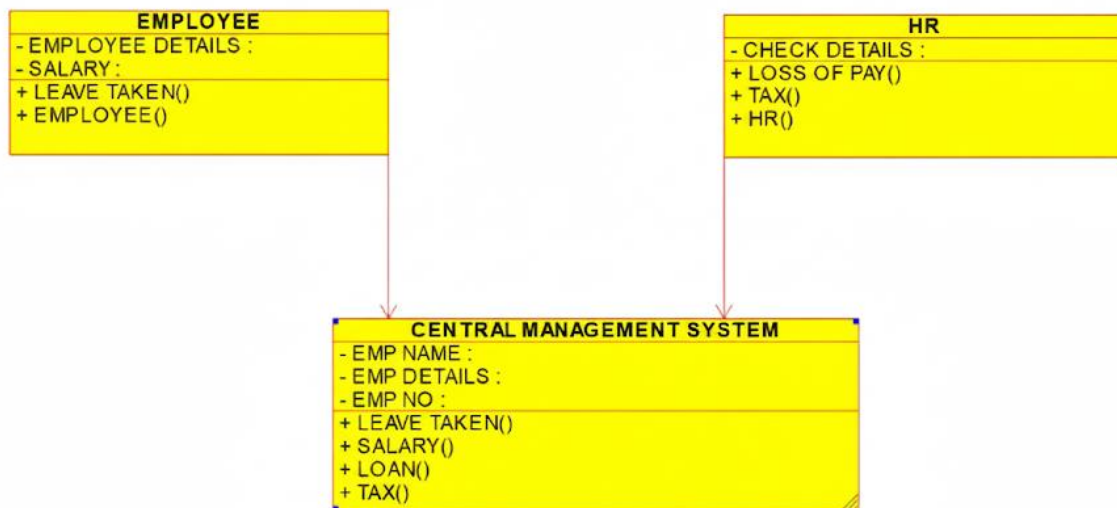 EMPLOYEE
- EMPLOYEE DETAILS :
- SALARY :
+ LEAVE TAKEN()
+ EMPLOYEE()
HR
- CHECK DETAILS :
+ LOSS OF PAY()
+ TAX()
+ HR()
CENTRAL MANAGEMENT SYSTEM
- EMP NAME :
- EMP DETAILS :
- EMP NO :
+ LEAVE TAKEN()
+ SALARY()
+ LOAN()
+ TAX()